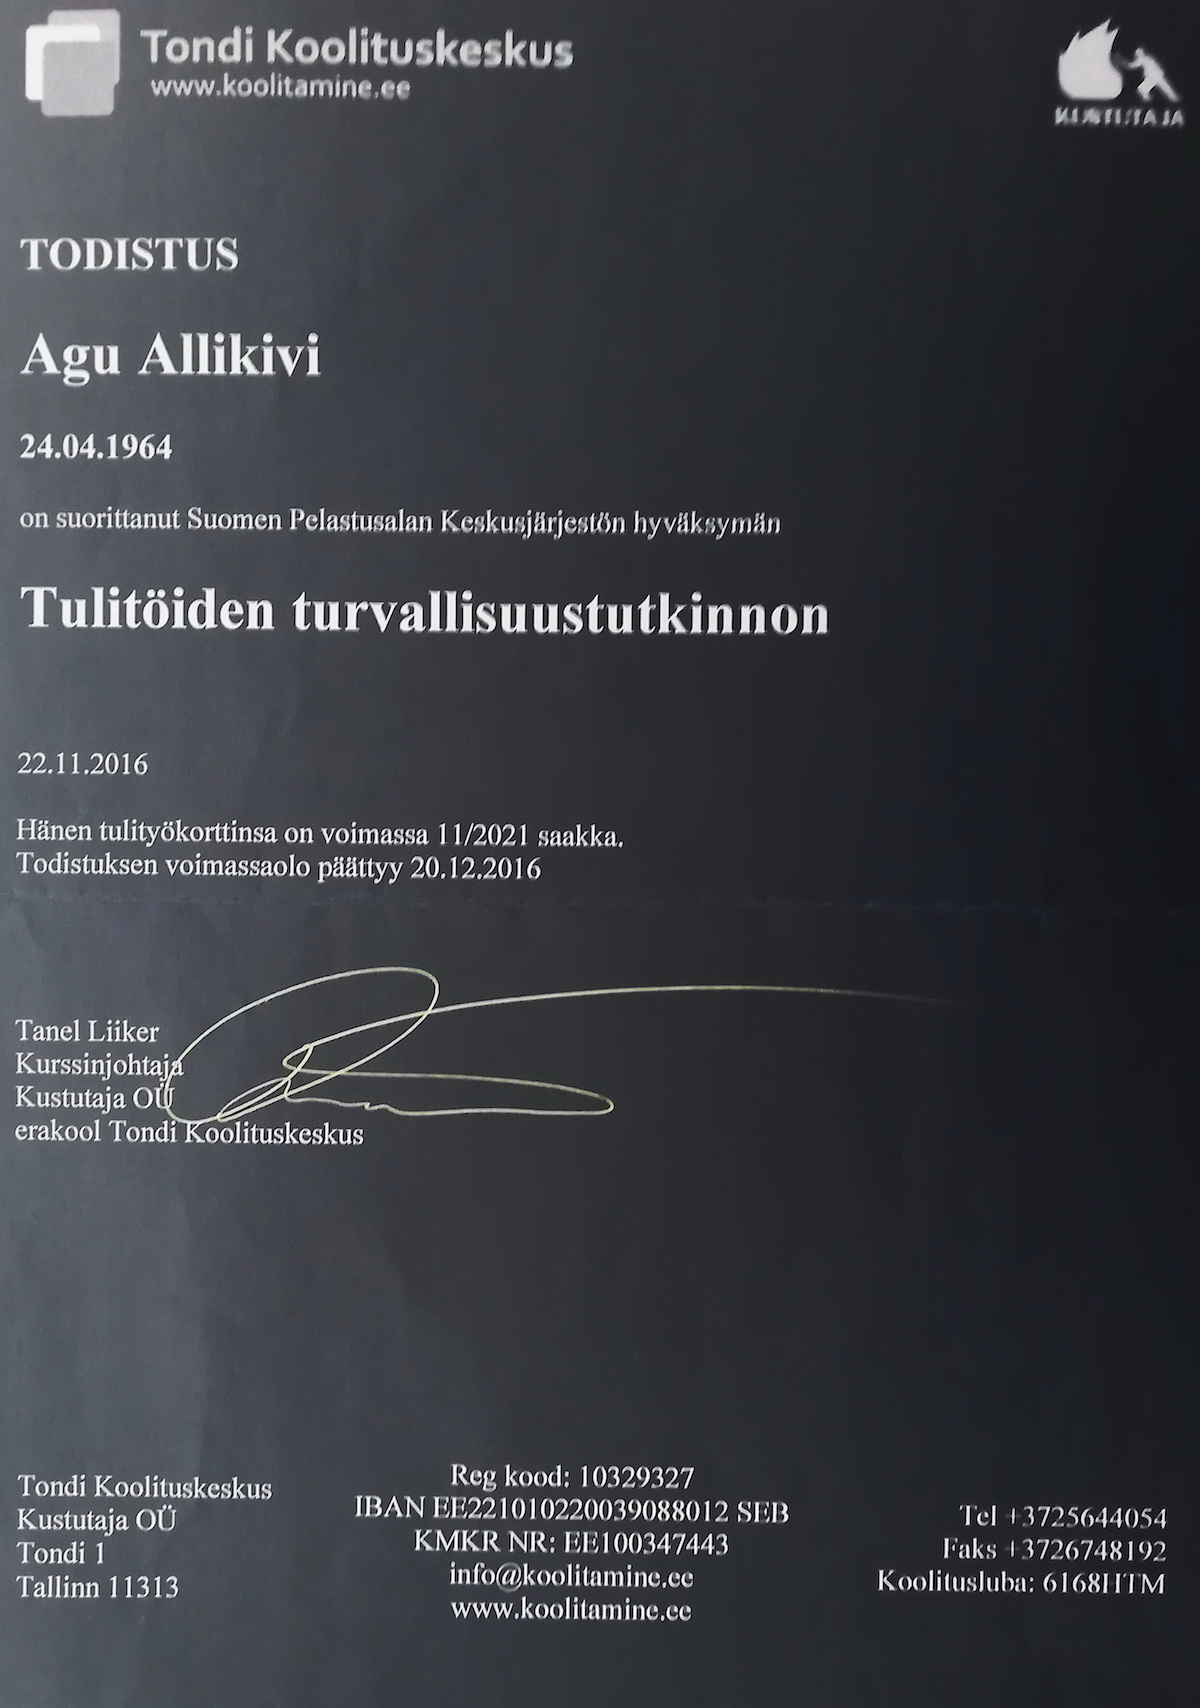 Tondi Koolituskeskus
www.koolitamine.ee
KUSTUTAJA
TODISTUS
Agu Allikivi
24.04.1964
on suorittanut Suomen Pelastusalan Keskusjärjestön hyväksymän
Tulitöiden turvallisuustutkinnon
22.11.2016
Hänen tulityökorttinsa on voimassa 11/2021 saakka.
Todistuksen voimassaolo päättyy 20.12.2016
Tanel Liiker
Kurssinjohtaja
Kustutaja OÜ
erakool Tondi Koolituskeskus
Tondi Koolituskeskus
Kustutaja OÜ
Tondi 1
Tallinn 11313
Reg kood: 10329327
IBAN EE221010220039088012 SEB
KMKR NR: EE100347443
info@koolitamine.ee
www.koolitamine.ee
Tel +3725644054
Faks +3726748192
Koolitusluba: 6168HTM